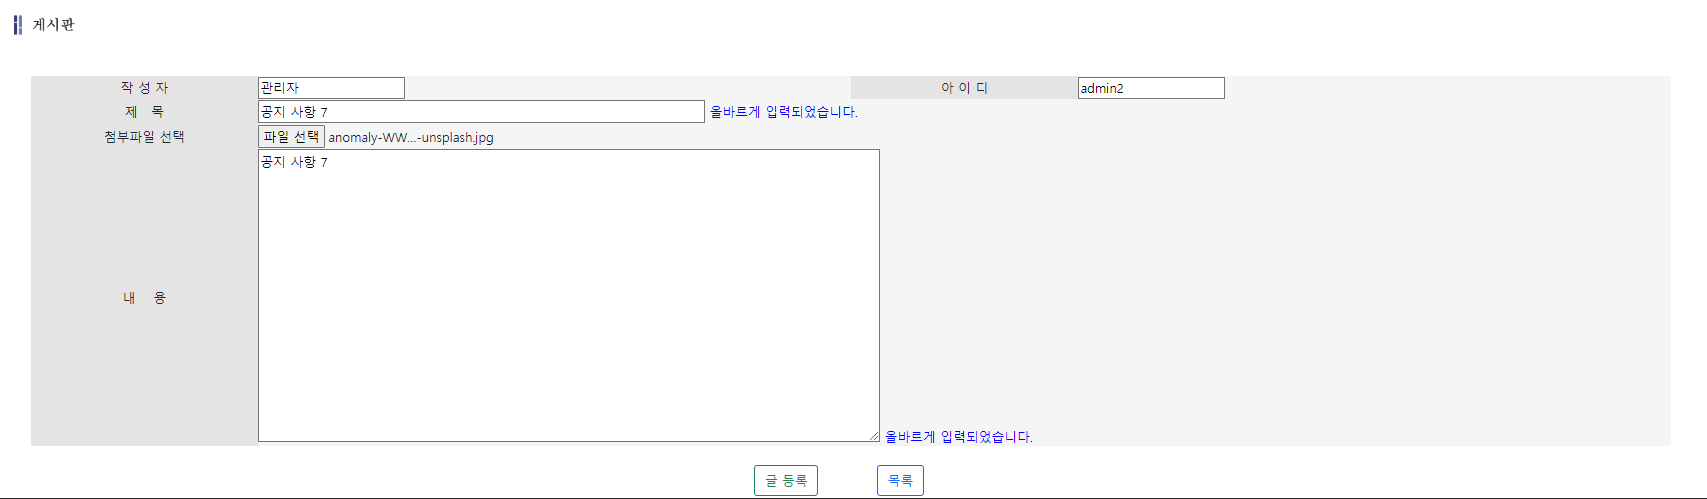 게시판
작 성 자 관리자 아 이 디 admin2
제 목 공지 사항 7 올바르게 입력되었습니다.
첨부파일 선택 파일 선택 anomaly-WW...-unsplash.jpg
공지 사항 7
내 용
올바르게 입력되었습니다.
글 등록 목록